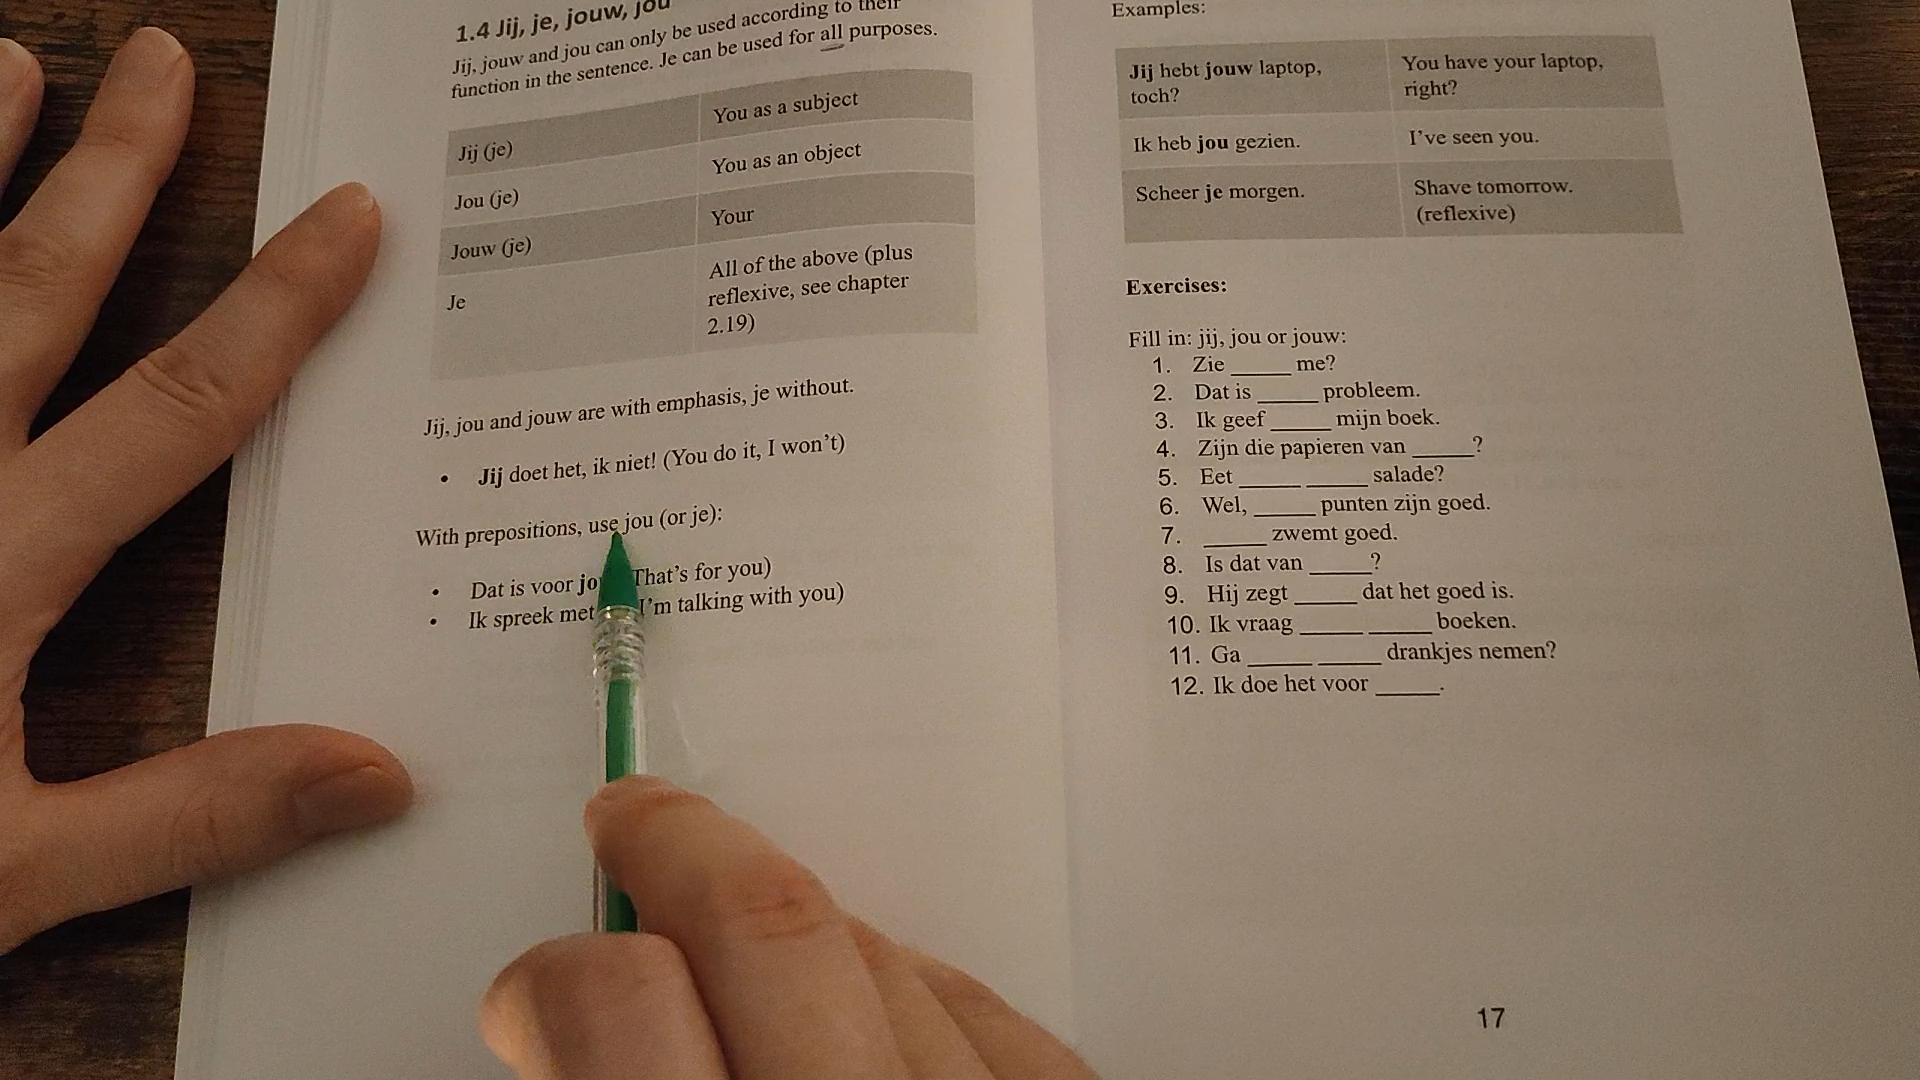 1.4 Jij, je, jouw, jou
Jij, jouw and jou can only be used according to their
function in the sentence. Je can be used for all purposes.
Jij (je) You as a subject
Jou (je) You as an object
Jouw (je) Your
Je All of the above (plus
reflexive, see chapter
2.19)
Jij, jou and jouw are with emphasis, je without.
• Jij doet het, ik niet! (You do it, I won't)
With prepositions, use jou (or je):
• Dat is voor That's for you)
• Ik spreek met I'm talking with you)
Examples:
Jij hebt jouw laptop, You have your laptop,
toch? right?
Ik heb jou gezien. I've seen you.
Scheer je morgen. Shave tomorrow.
(reflexive)
Exercises:
Fill in: jij, jou or jouw:
1. Zie _____ me?
2. Dat is _____ probleem.
3. Ik geef _____ mijn boek.
4. Zijn die papieren van _____?
5. Eet _____ _____ salade?
6. Wel, _____ punten zijn goed.
7. _____ zwemt goed.
8. Is dat van _____?
9. Hij zegt _____ dat het goed is.
10. Ik vraag _____ _____ boeken.
11. Ga _____ _____ drankjes nemen?
12. Ik doe het voor _____.
17